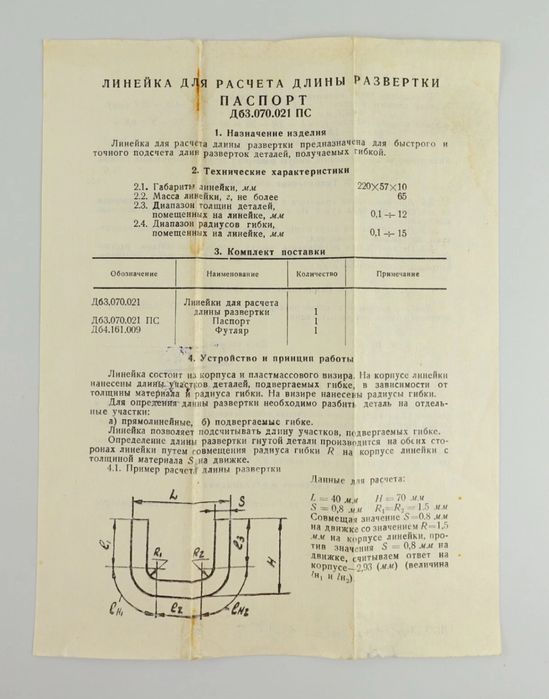 ЛИНЕЙКА ДЛЯ РАСЧЕТА ДЛИНЫ РАЗВЕРТКИ
ПАСПОРТ
Дб3.070.021 ПС
1. Назначение изделия
Линейка для расчета длины развертки предназначена для быстрого и
точного подсчета длин разверток деталей, получаемых гибкой.
2. Технические характеристики
2.1. Габариты линейки, мм 220×57×10
2.2. Масса линейки, г, не более 65
2.3. Диапазон толщин деталей,
помещенных на линейке, мм 0,1 ÷ 12
2.4. Диапазон радиусов гибки,
помещенных на линейке, мм 0,1 ÷ 15
3. Комплект поставки
Обозначение Наименование Количество Примечание
Дб3.070.021 Линейки для расчета
длины развертки 1
Дб3.070.021 ПС Паспорт 1
Дб4.161.009 Футляр 1
4. Устройство и принцип работы
Линейка состоит из корпуса и пластмассового визира. На корпусе линейки
нанесены длины участков деталей, подвергаемых гибке, в зависимости от
толщины материала и радиуса гибки. На визире нанесены радиусы гибки.
Для определения длины развертки необходимо разбить деталь на отдель-
ные участки:
а) прямолинейные, б) подвергаемые гибке.
Линейка позволяет подсчитывать длину участков, подвергаемых гибке.
Определение длины развертки гнутой детали производится на обеих сто-
ронах линейки путем совмещения радиуса гибки R на корпусе линейки с
толщиной материала S на движке.
4.1. Пример расчета длины развертки
Данные для расчета:
L = 40 мм H = 70 мм
S = 0,8 мм R₁=R₂ = 1.5 мм
Совмещая значение S=0.8 мм
на движке со значением R=1,5
мм на корпусе линейки, про-
тив значения S = 0,8 мм на
движке, считываем ответ на
корпусе—2,93 (мм) (величина
lн₁ и lн₂).
L
S
ℓ₁
R₁
R₂
ℓ₃
H
ℓн₁
ℓ₂
ℓн₂